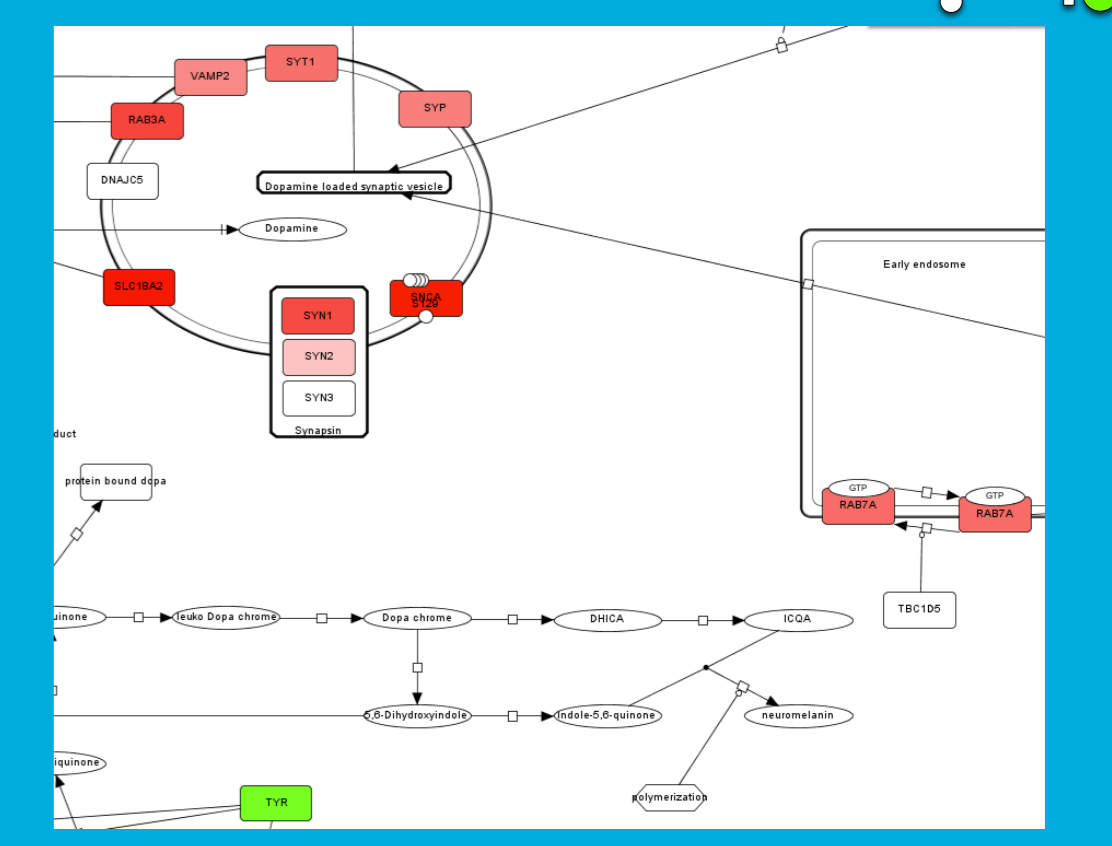 SYT1
VAMP2
SYP
RAB3A
DNAJC5
Dopamine loaded synaptic vesicle
Dopamine
Early endosome
SLC18A2
SNCA
S129
SYN1
SYN2
SYN3
Synapsin
duct
protein bound dopa
GTP
RAB7A
GTP
RAB7A
TBC1D5
uinone
leuko Dopa chrome
Dopa chrome
DHICA
ICQA
5,6-Dihydroxyindole
Indole-5,6-quinone
neuromelanin
iquinone
TYR
polymerization